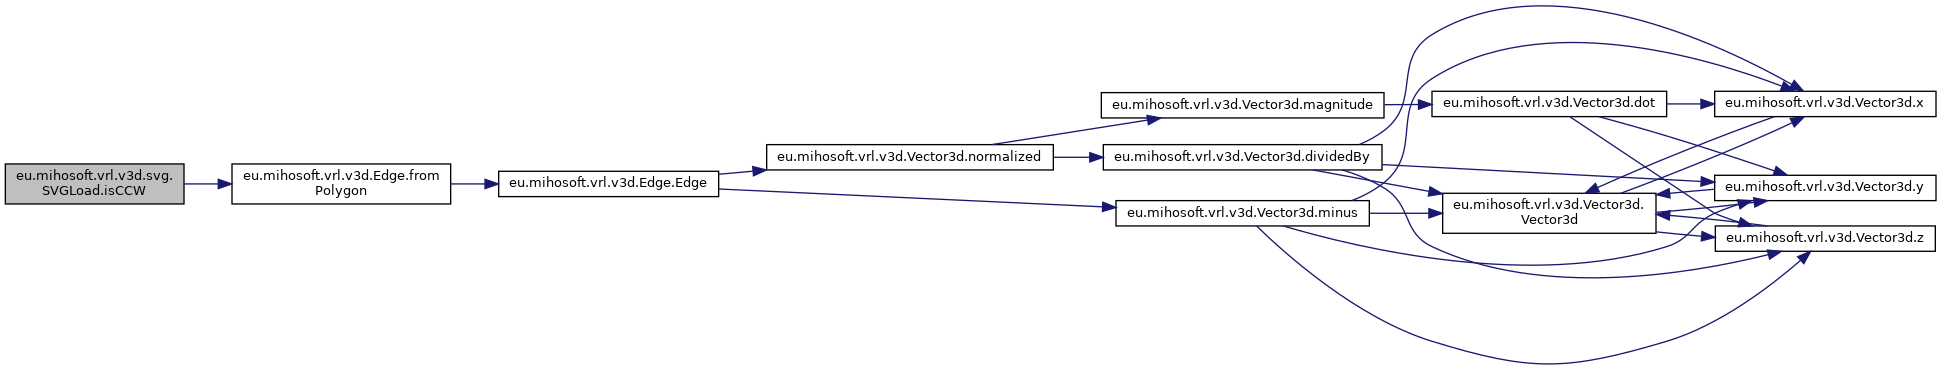 eu.mihosoft.vrl.v3d.svg.
SVGLoad.isCCW
eu.mihosoft.vrl.v3d.Edge.from
Polygon
eu.mihosoft.vrl.v3d.Edge.Edge
eu.mihosoft.vrl.v3d.Vector3d.normalized
eu.mihosoft.vrl.v3d.Vector3d.magnitude
eu.mihosoft.vrl.v3d.Vector3d.dividedBy
eu.mihosoft.vrl.v3d.Vector3d.minus
eu.mihosoft.vrl.v3d.Vector3d.dot
eu.mihosoft.vrl.v3d.Vector3d.
Vector3d
eu.mihosoft.vrl.v3d.Vector3d.x
eu.mihosoft.vrl.v3d.Vector3d.y
eu.mihosoft.vrl.v3d.Vector3d.z